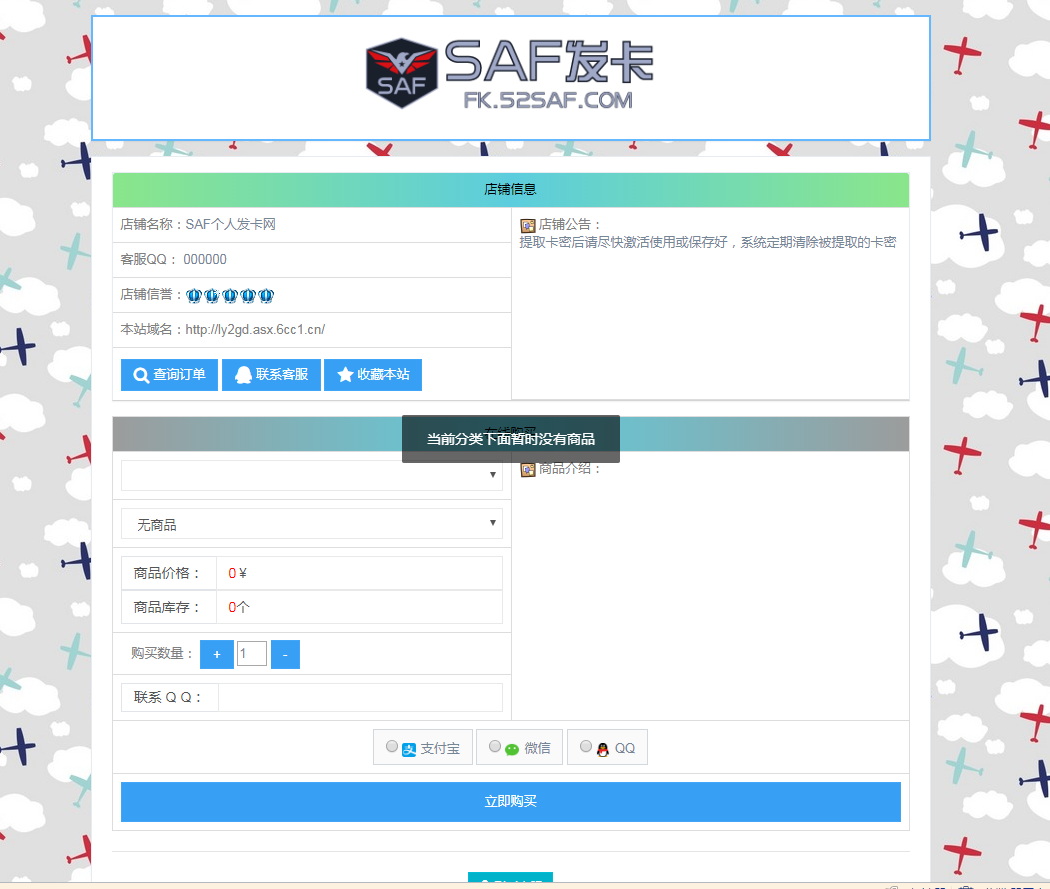 SAF
SAF发卡
FK.52SAF.COM
店铺信息
店铺名称：SAF个人发卡网
客服QQ： 000000
店铺信誉：
本站域名：http://ly2gd.asx.6cc1.cn/
查询订单
联系客服
收藏本站
店铺公告：
提取卡密后请尽快激活使用或保存好，系统定期清除被提取的卡密
在线购买
当前分类下面暂时没有商品
无商品
商品价格： 0 ¥
商品库存： 0个
购买数量： + 1 -
联系ＱＱ：
商品介绍：
支付宝
微信
QQ
立即购买